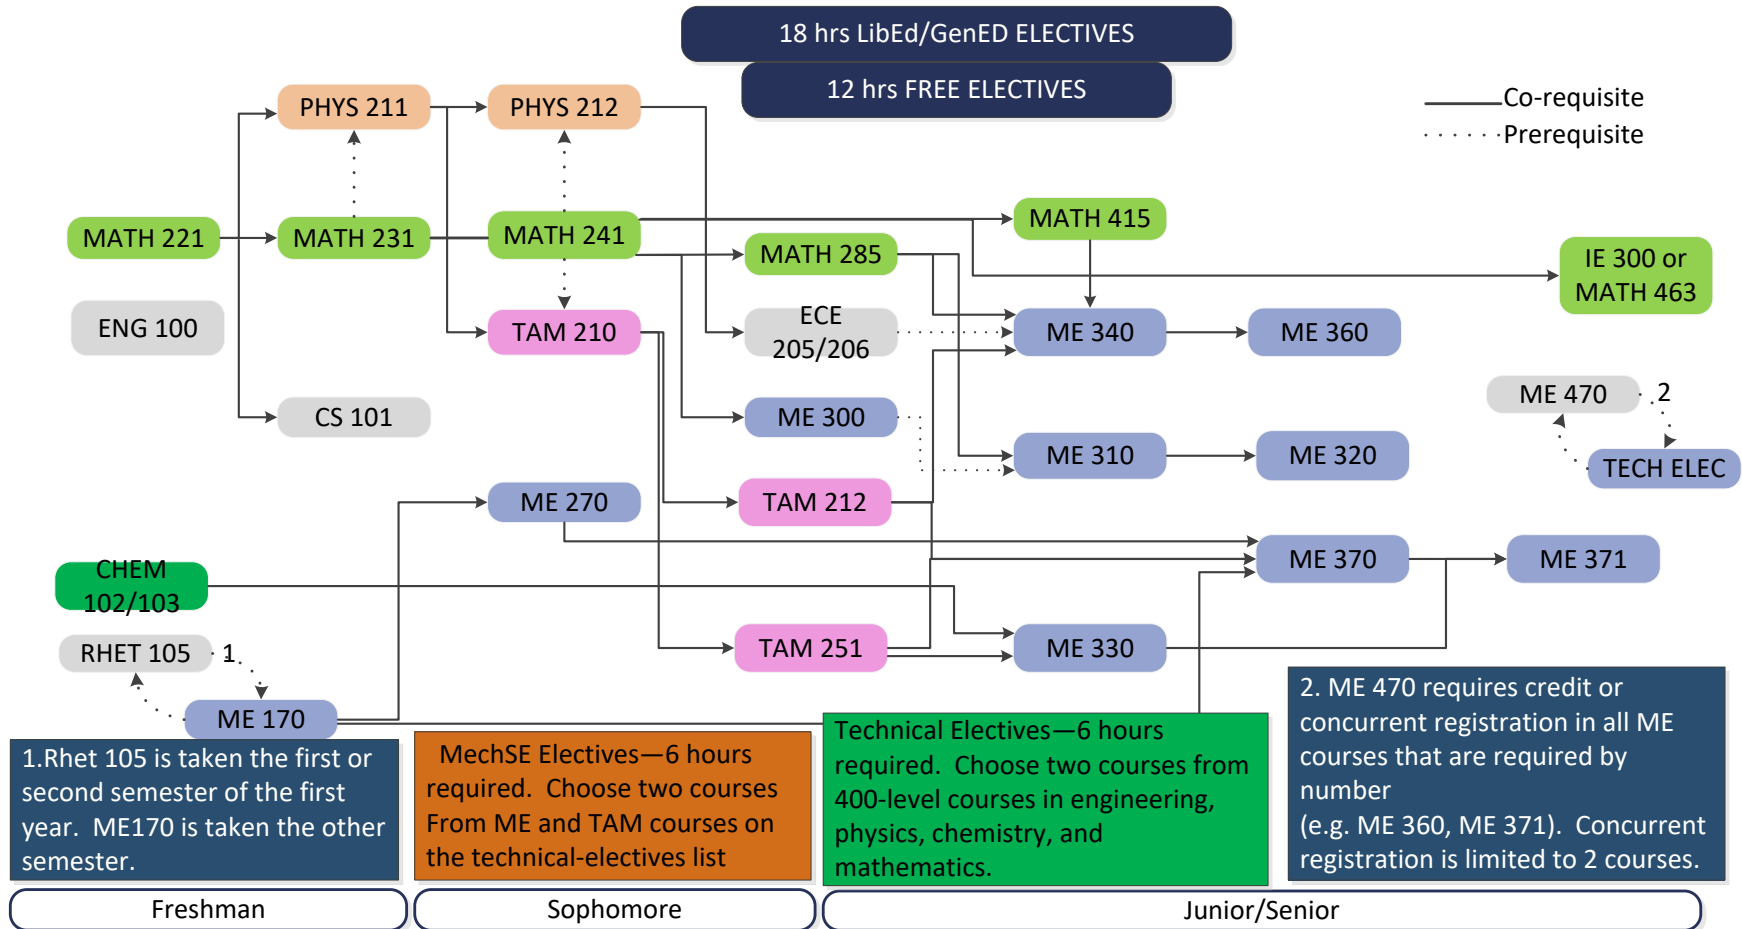 18 hrs LibEd/GenED ELECTIVES
12 hrs FREE ELECTIVES
Co-requisite
Prerequisite
PHYS 211
PHYS 212
MATH 221
MATH 231
MATH 241
MATH 285
MATH 415
IE 300 or
MATH 463
ENG 100
TAM 210
ECE
205/206
ME 340
ME 360
CS 101
ME 300
ME 470
2
ME 310
ME 320
TECH ELEC
ME 270
TAM 212
CHEM
102/103
ME 370
ME 371
RHET 105
1
TAM 251
ME 330
ME 170
1.Rhet 105 is taken the first or
second semester of the first
year. ME170 is taken the other
semester.
MechSE Electives—6 hours
required. Choose two courses
From ME and TAM courses on
the technical-electives list
Technical Electives—6 hours
required. Choose two courses from
400-level courses in engineering,
physics, chemistry, and
mathematics.
2. ME 470 requires credit or
concurrent registration in all ME
courses that are required by
number
(e.g. ME 360, ME 371). Concurrent
registration is limited to 2 courses.
Freshman
Sophomore
Junior/Senior